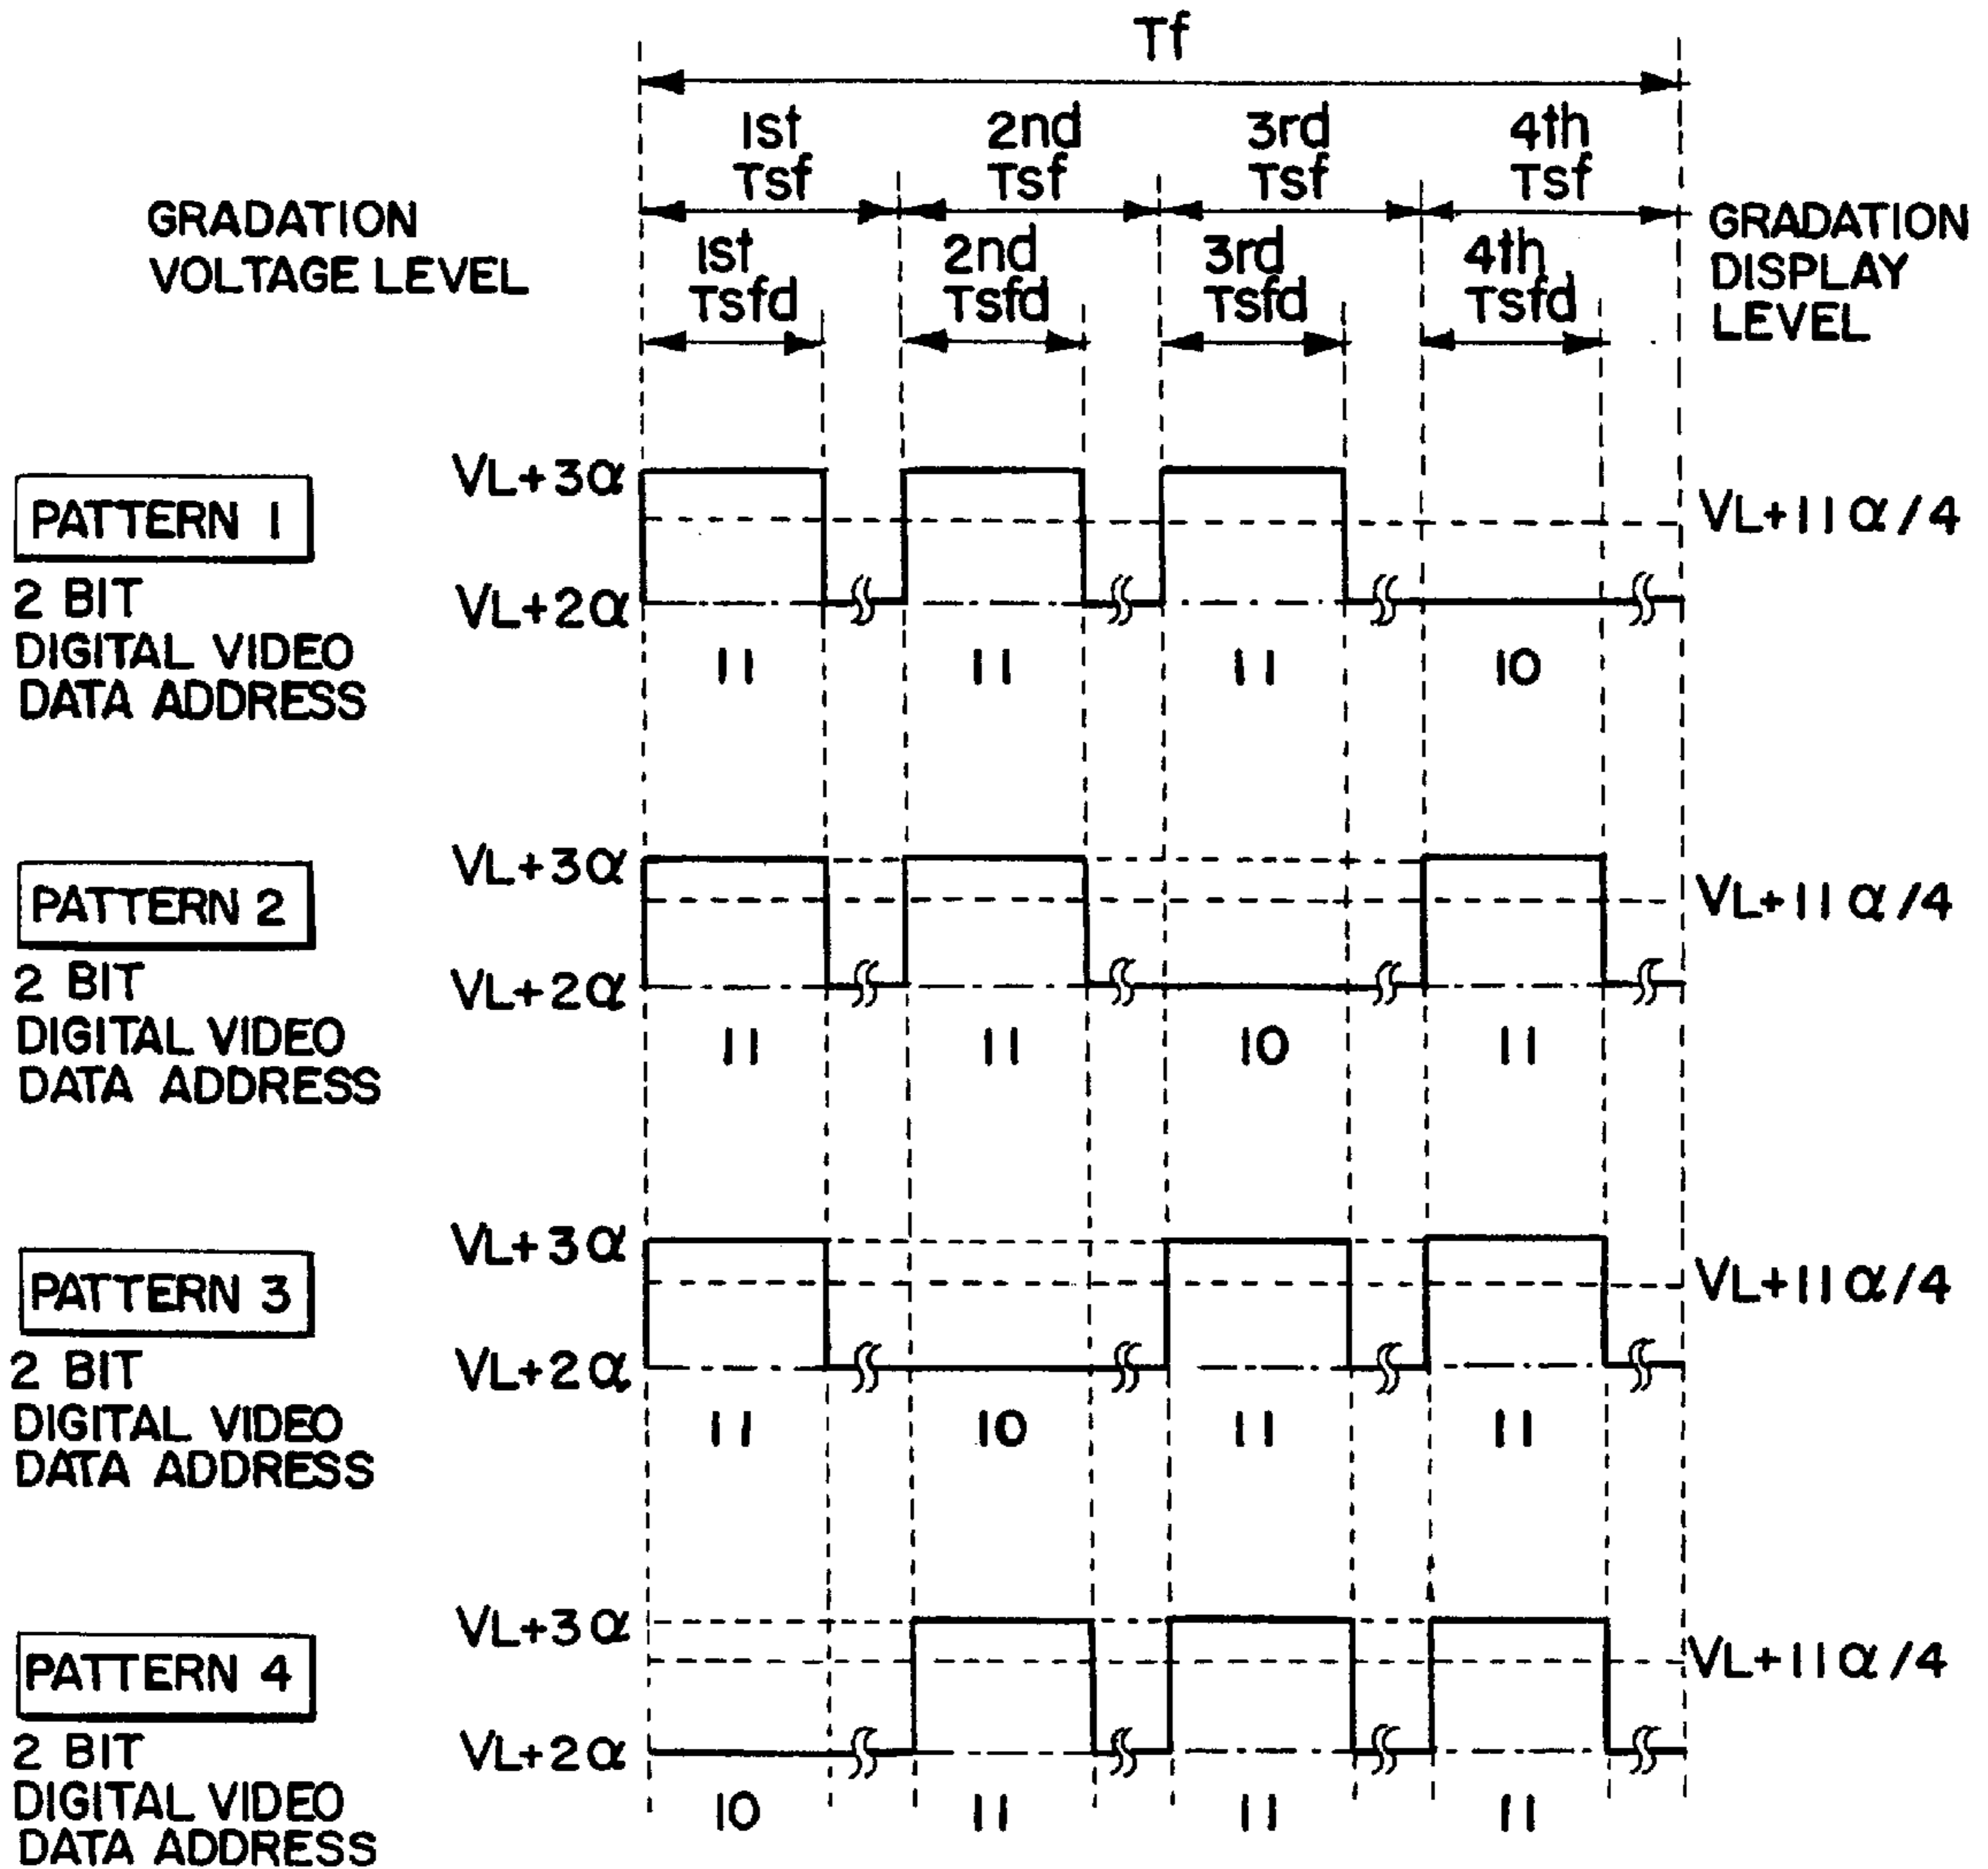 Tf
1st 2nd 3rd 4th
Tsf Tsf Tsf Tsf
GRADATION
VOLTAGE LEVEL
GRADATION
DISPLAY
LEVEL
1st 2nd 3rd 4th
Tsfd Tsfd Tsfd Tsfd
PATTERN 1
VL+3α
VL+11α/4
VL+2α
2 BIT
DIGITAL VIDEO
DATA ADDRESS
11 11 11 10
PATTERN 2
VL+3α
VL+11α/4
VL+2α
2 BIT
DIGITAL VIDEO
DATA ADDRESS
11 11 10 11
PATTERN 3
VL+3α
VL+11α/4
VL+2α
2 BIT
DIGITAL VIDEO
DATA ADDRESS
11 10 11 11
PATTERN 4
VL+3α
VL+11α/4
VL+2α
2 BIT
DIGITAL VIDEO
DATA ADDRESS
10 11 11 11